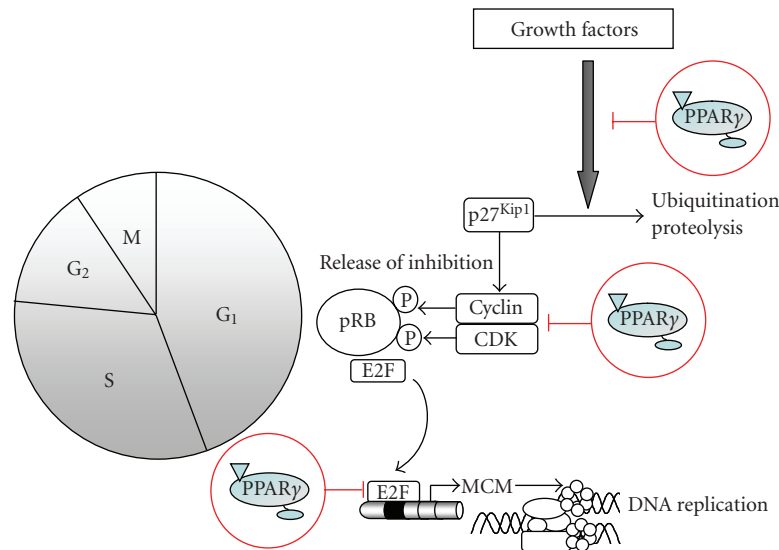 Growth factors
PPARγ
Ubiquitination
proteolysis
p27Kip1
M
G2
G1
S
Release of inhibition
P
Cyclin
pRB
P
CDK
PPARγ
E2F
PPARγ
E2F
MCM
DNA replication